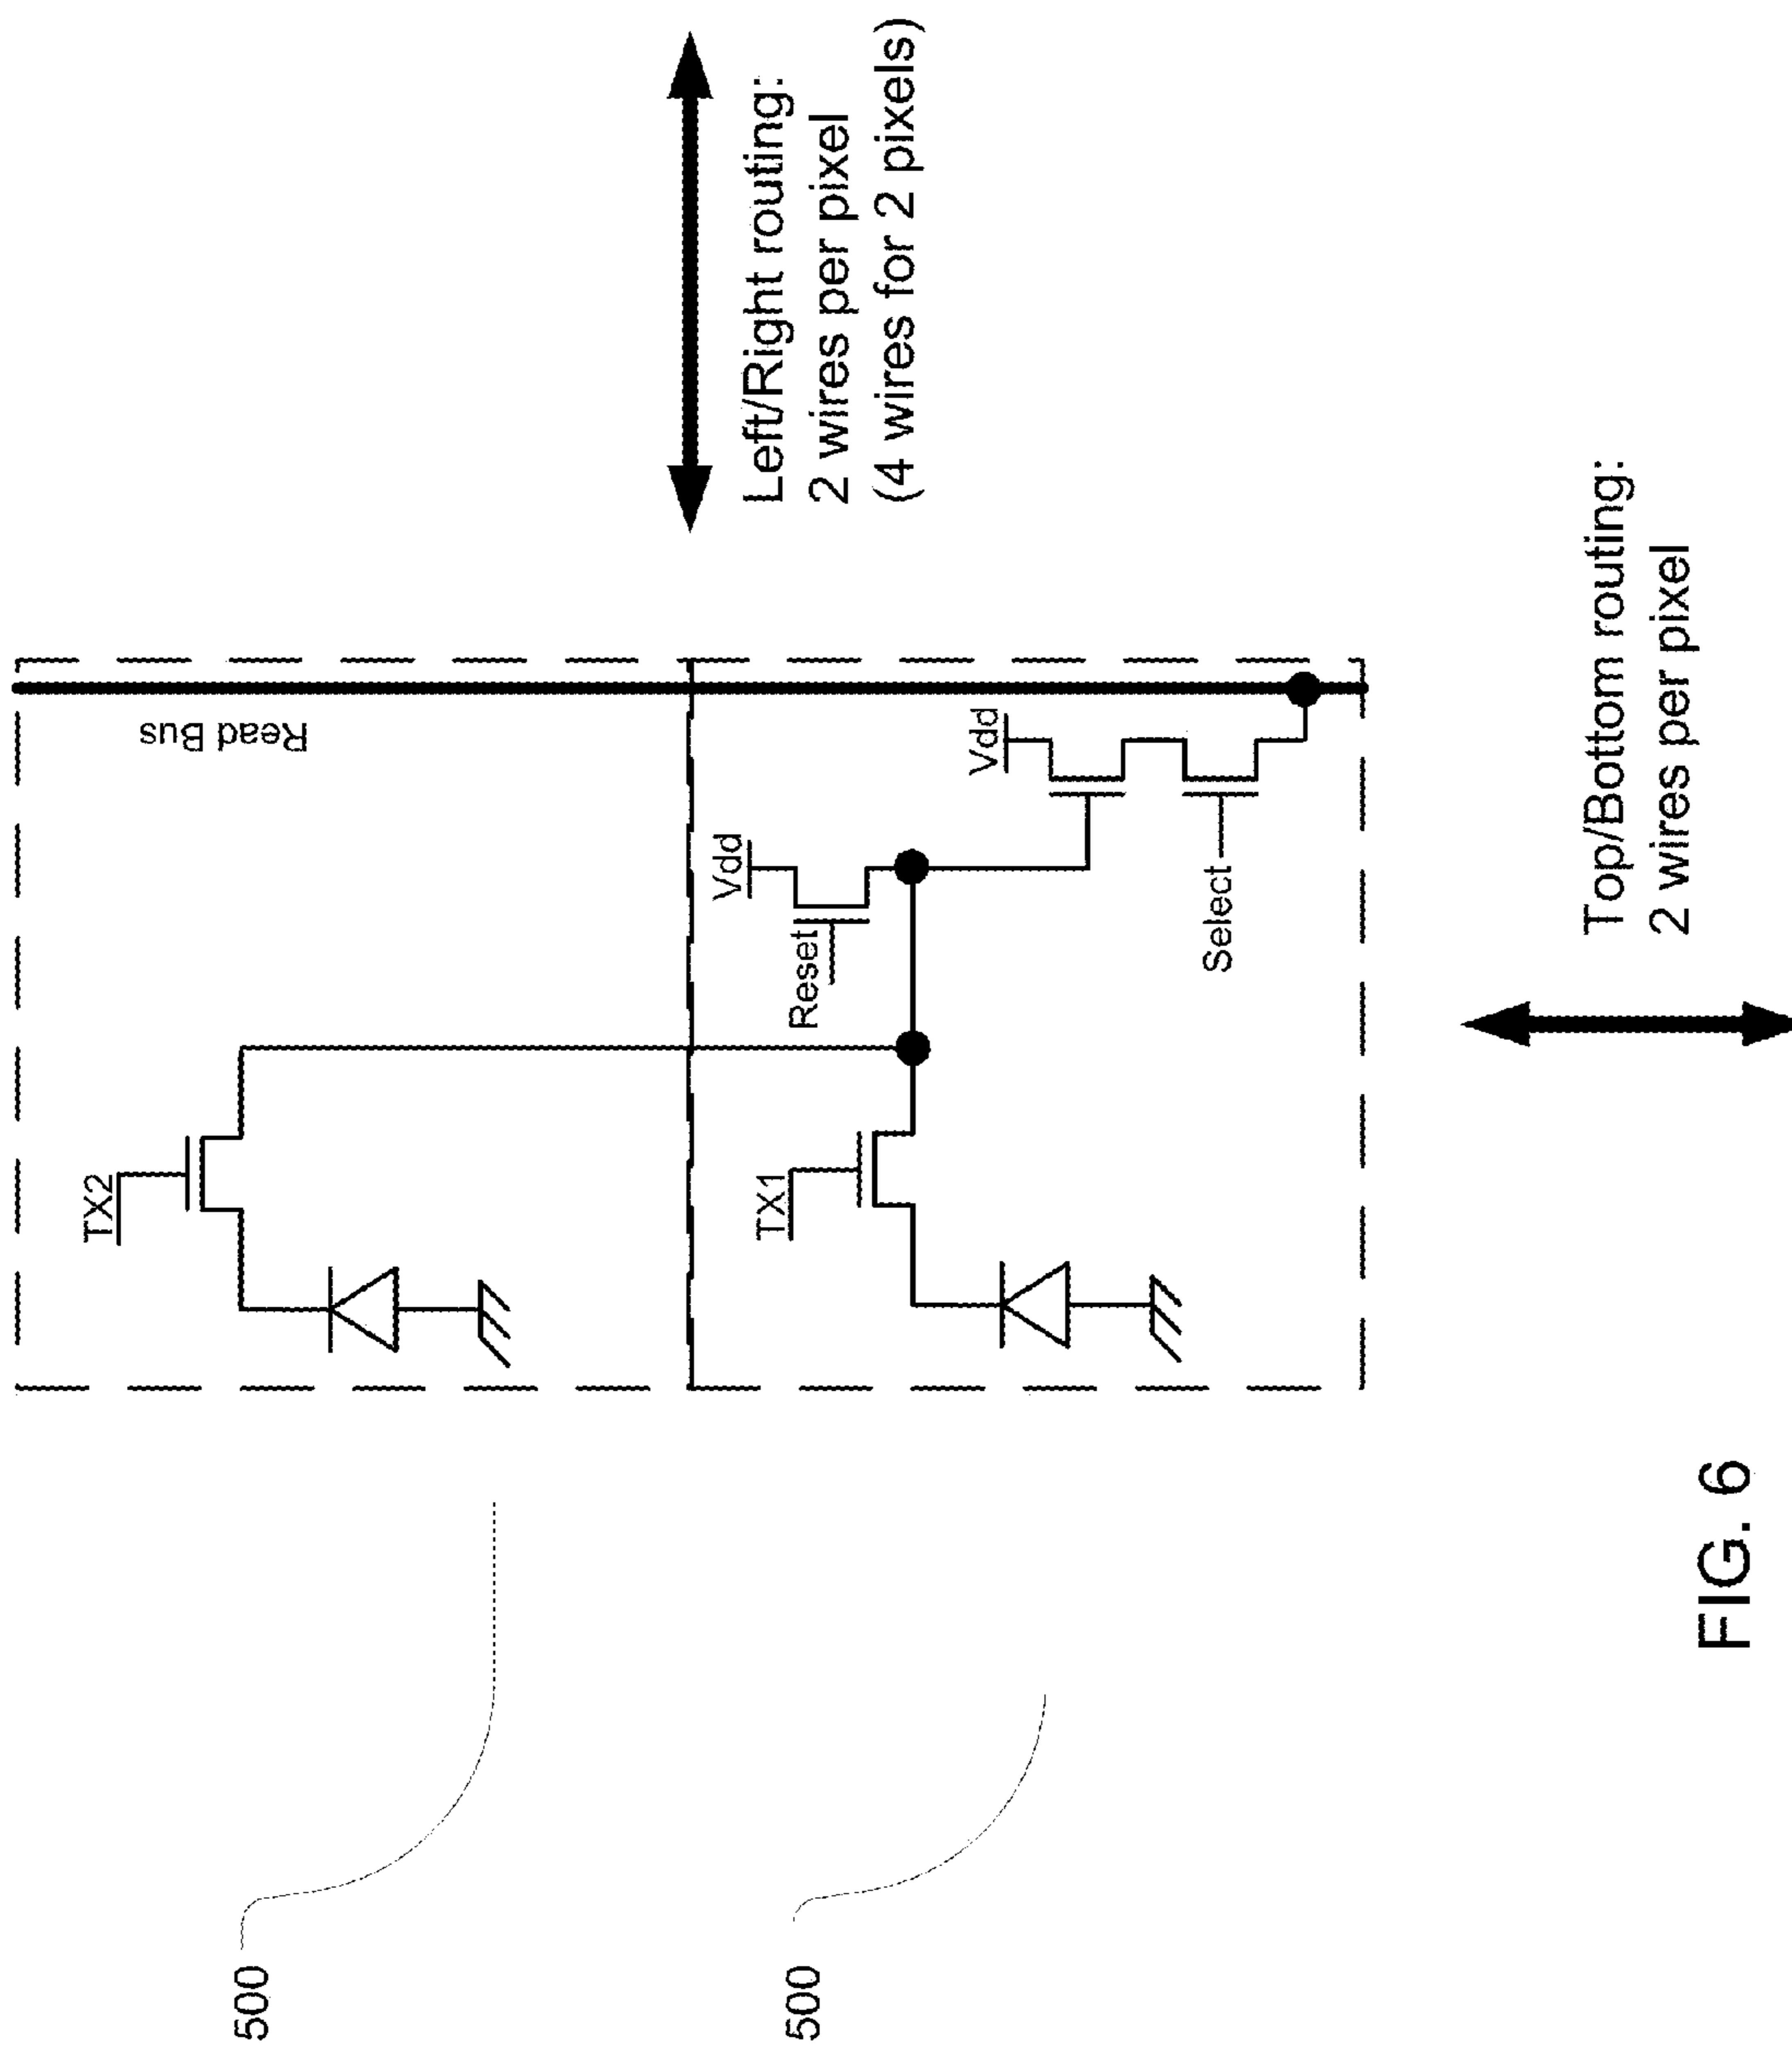 500
500
TX2
TX1
Read Bus
Reset
Vdd
Vdd
Select
Left/Right routing:
2 wires per pixel
(4 wires for 2 pixels)
Top/Bottom routing:
2 wires per pixel
FIG. 6